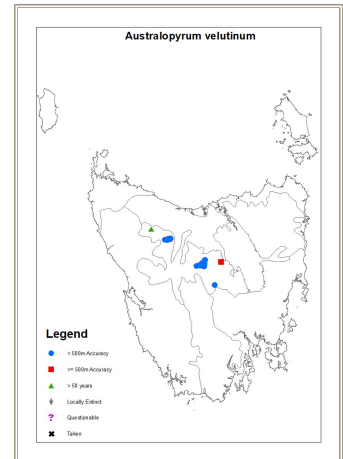 Australopyrum velutinum
Legend
< 500m Accuracy
>= 500m Accuracy
> 50 years
Locally Extinct
? Questionable
Taken